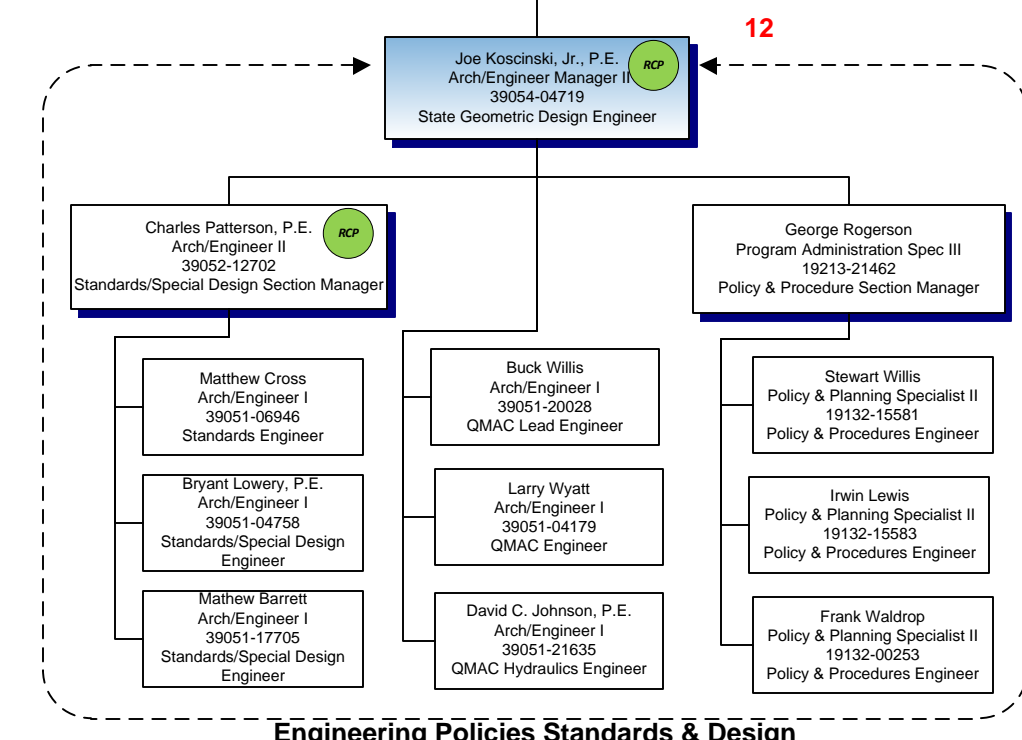 12
Joe Koscinski, Jr., P.E.
Arch/Engineer Manager II
39054-04719
State Geometric Design Engineer
RCP
Charles Patterson, P.E.
Arch/Engineer II
39052-12702
Standards/Special Design Section Manager
RCP
George Rogerson
Program Administration Spec III
19213-21462
Policy & Procedure Section Manager
Matthew Cross
Arch/Engineer I
39051-06946
Standards Engineer
Bryant Lowery, P.E.
Arch/Engineer I
39051-04758
Standards/Special Design
Engineer
Mathew Barrett
Arch/Engineer I
39051-17705
Standards/Special Design
Engineer
Buck Willis
Arch/Engineer I
39051-20028
QMAC Lead Engineer
Larry Wyatt
Arch/Engineer I
39051-04179
QMAC Engineer
David C. Johnson, P.E.
Arch/Engineer I
39051-21635
QMAC Hydraulics Engineer
Stewart Willis
Policy & Planning Specialist II
19132-15581
Policy & Procedures Engineer
Irwin Lewis
Policy & Planning Specialist II
19132-15583
Policy & Procedures Engineer
Frank Waldrop
Policy & Planning Specialist II
19132-00253
Policy & Procedures Engineer
Engineering Policies Standards & Design